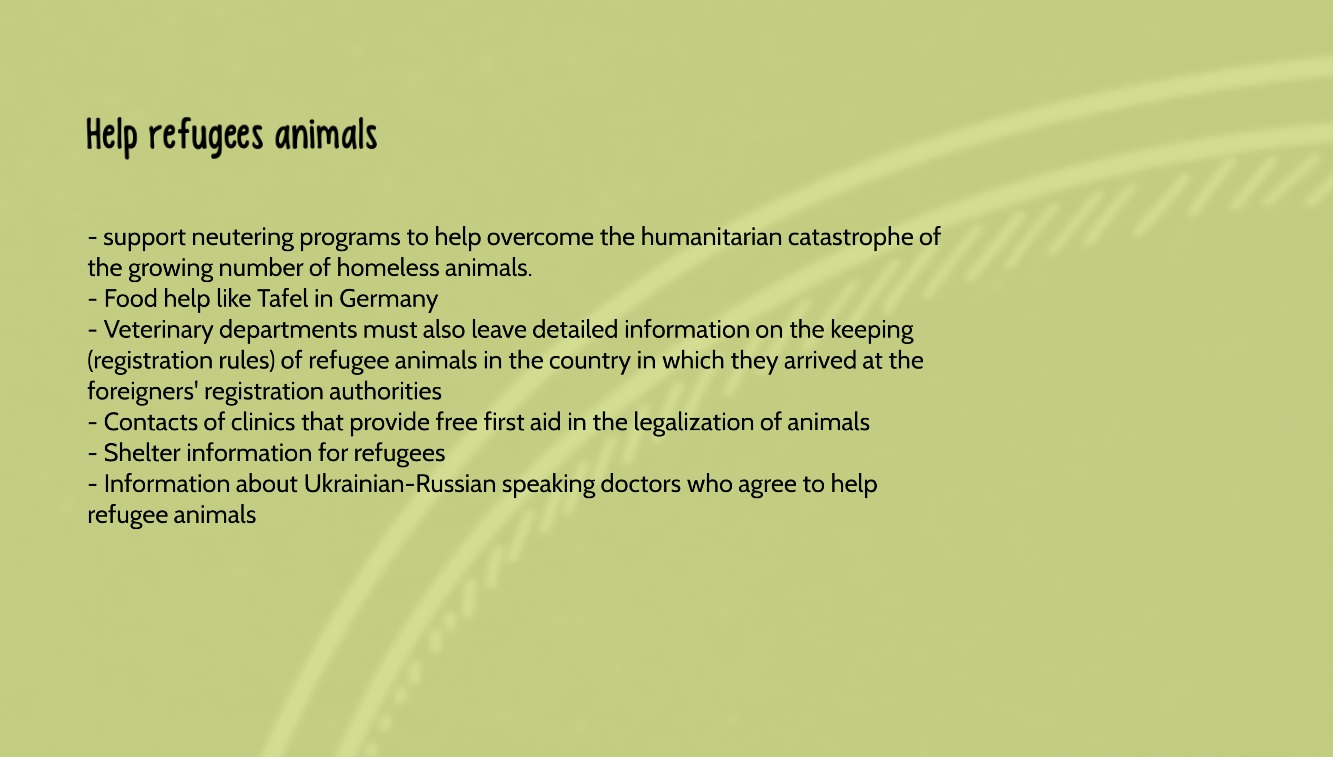 Help refugees animals
- support neutering programs to help overcome the humanitarian catastrophe of
the growing number of homeless animals.
- Food help like Tafel in Germany
- Veterinary departments must also leave detailed information on the keeping
(registration rules) of refugee animals in the country in which they arrived at the
foreigners' registration authorities
- Contacts of clinics that provide free first aid in the legalization of animals
- Shelter information for refugees
- Information about Ukrainian-Russian speaking doctors who agree to help
refugee animals